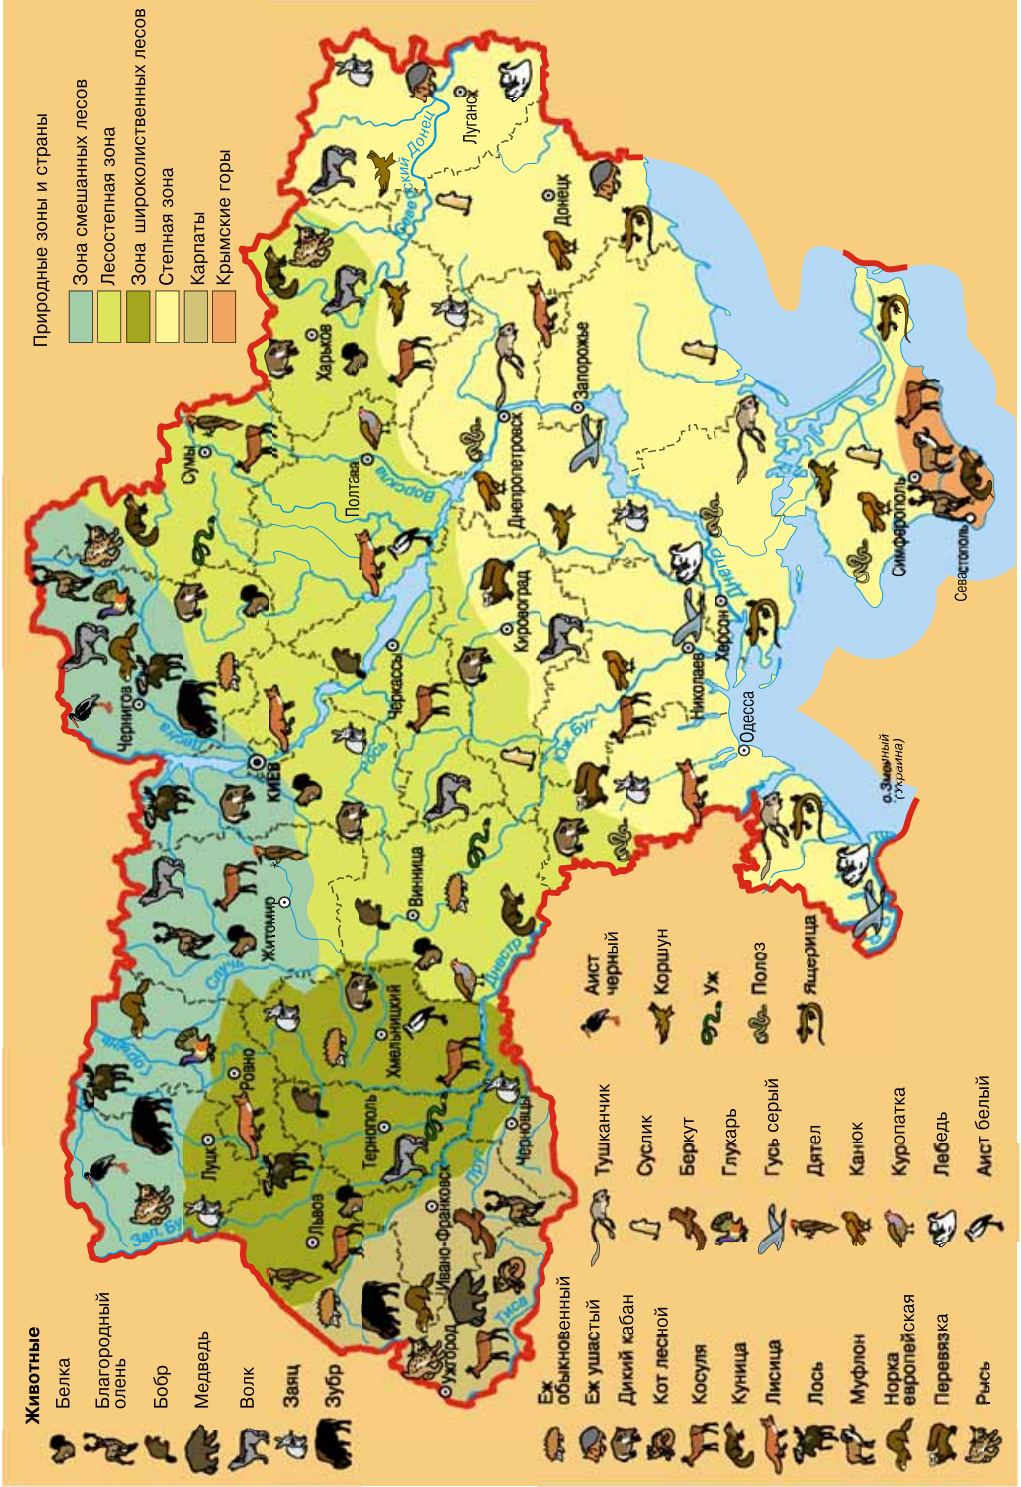 Природные зоны и страны
Зона смешанных лесов
Лесостепная зона
Зона широколиственных лесов
Степная зона
Карпаты
Крымские горы
Чернигов
Десна
КИЕВ
Житомир
Случь
Горынь
Зап. Буг
Луцк
Ровно
Львов
Тернополь
Хмельницкий
Винница
Ивано-Франковск
Ужгород
Тиса
Прут
Черновцы
Днестр
Рось
Черкассы
Сумы
Полтава
Ворскла
Харьков
Северский Донец
Луганск
Донецк
Днепропетровск
Запорожье
Кировоград
Юж. Буг
Николаев
Херсон
Днепр
Одесса
о.Змеиный
(Украина)
Симферополь
Севастополь
Животные
Белка
Благородный
олень
Бобр
Медведь
Волк
Заяц
Зубр
Еж
обыкновенный
Еж ушастый
Дикий кабан
Кот лесной
Косуля
Куница
Лисица
Лось
Муфлон
Норка
европейская
Перевязка
Рысь
Тушканчик
Суслик
Беркут
Глухарь
Гусь серый
Дятел
Канюк
Куропатка
Лебедь
Аист белый
Аист
черный
Коршун
Уж
Полоз
Ящерица